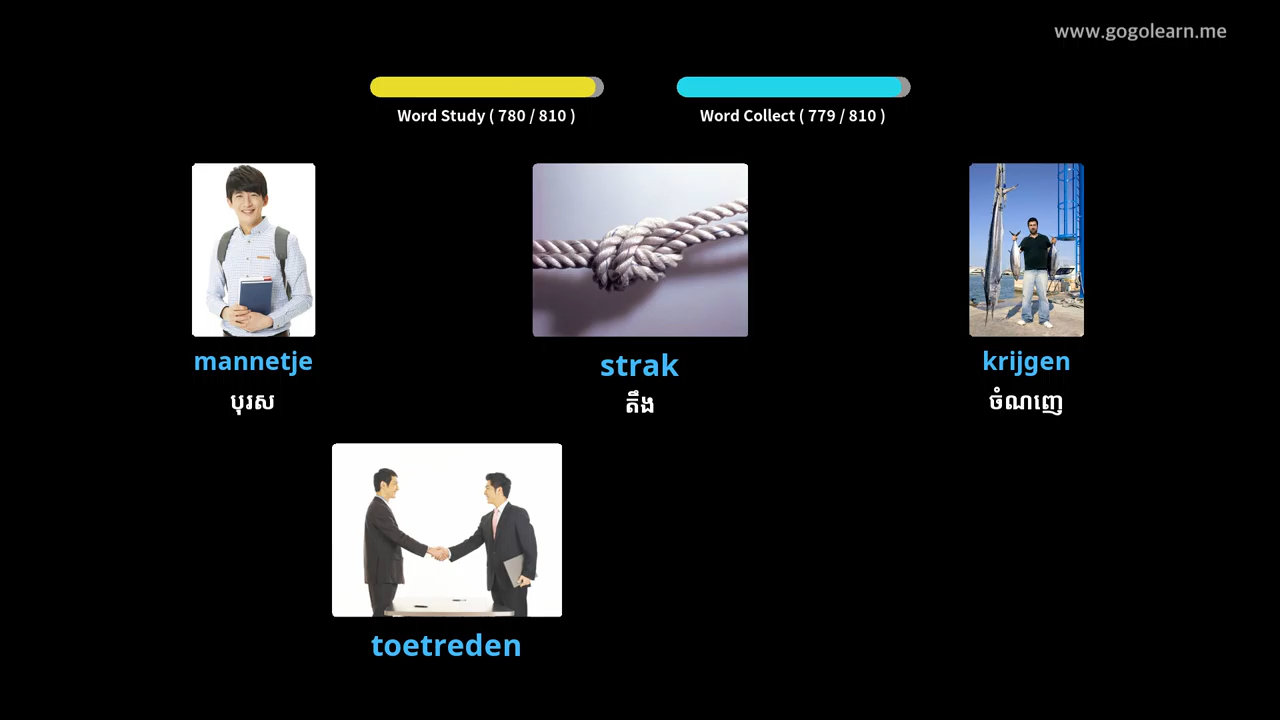 www.gogolearn.me
Word Study ( 780 / 810 )
Word Collect ( 779 / 810 )
mannetje
strak
krijgen
បុរស
តឹង
ចំណញេ
toetreden